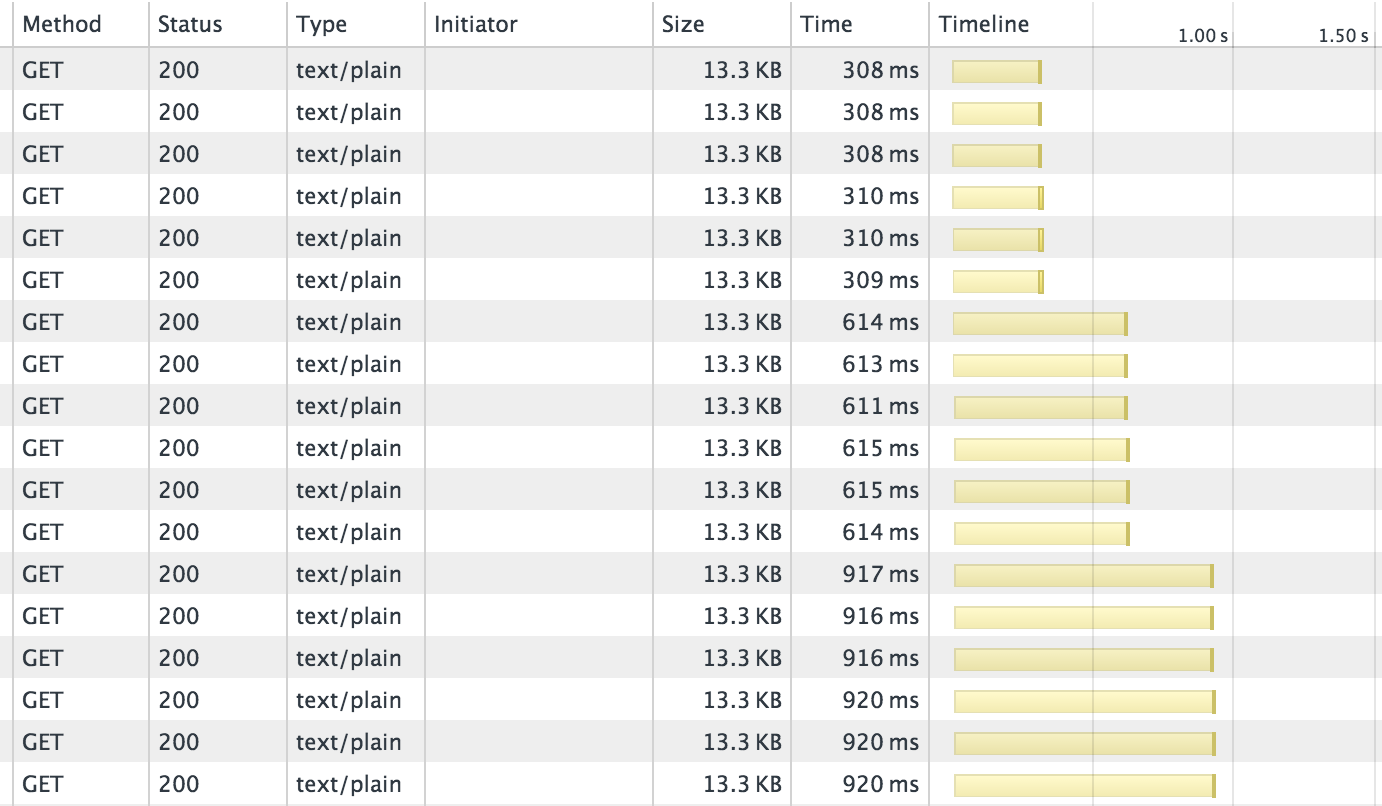 Method Status Type Initiator Size Time Timeline 1.00 s 1.50 s
GET 200 text/plain 13.3 KB 308 ms
GET 200 text/plain 13.3 KB 308 ms
GET 200 text/plain 13.3 KB 308 ms
GET 200 text/plain 13.3 KB 310 ms
GET 200 text/plain 13.3 KB 310 ms
GET 200 text/plain 13.3 KB 309 ms
GET 200 text/plain 13.3 KB 614 ms
GET 200 text/plain 13.3 KB 613 ms
GET 200 text/plain 13.3 KB 611 ms
GET 200 text/plain 13.3 KB 615 ms
GET 200 text/plain 13.3 KB 615 ms
GET 200 text/plain 13.3 KB 614 ms
GET 200 text/plain 13.3 KB 917 ms
GET 200 text/plain 13.3 KB 916 ms
GET 200 text/plain 13.3 KB 916 ms
GET 200 text/plain 13.3 KB 920 ms
GET 200 text/plain 13.3 KB 920 ms
GET 200 text/plain 13.3 KB 920 ms